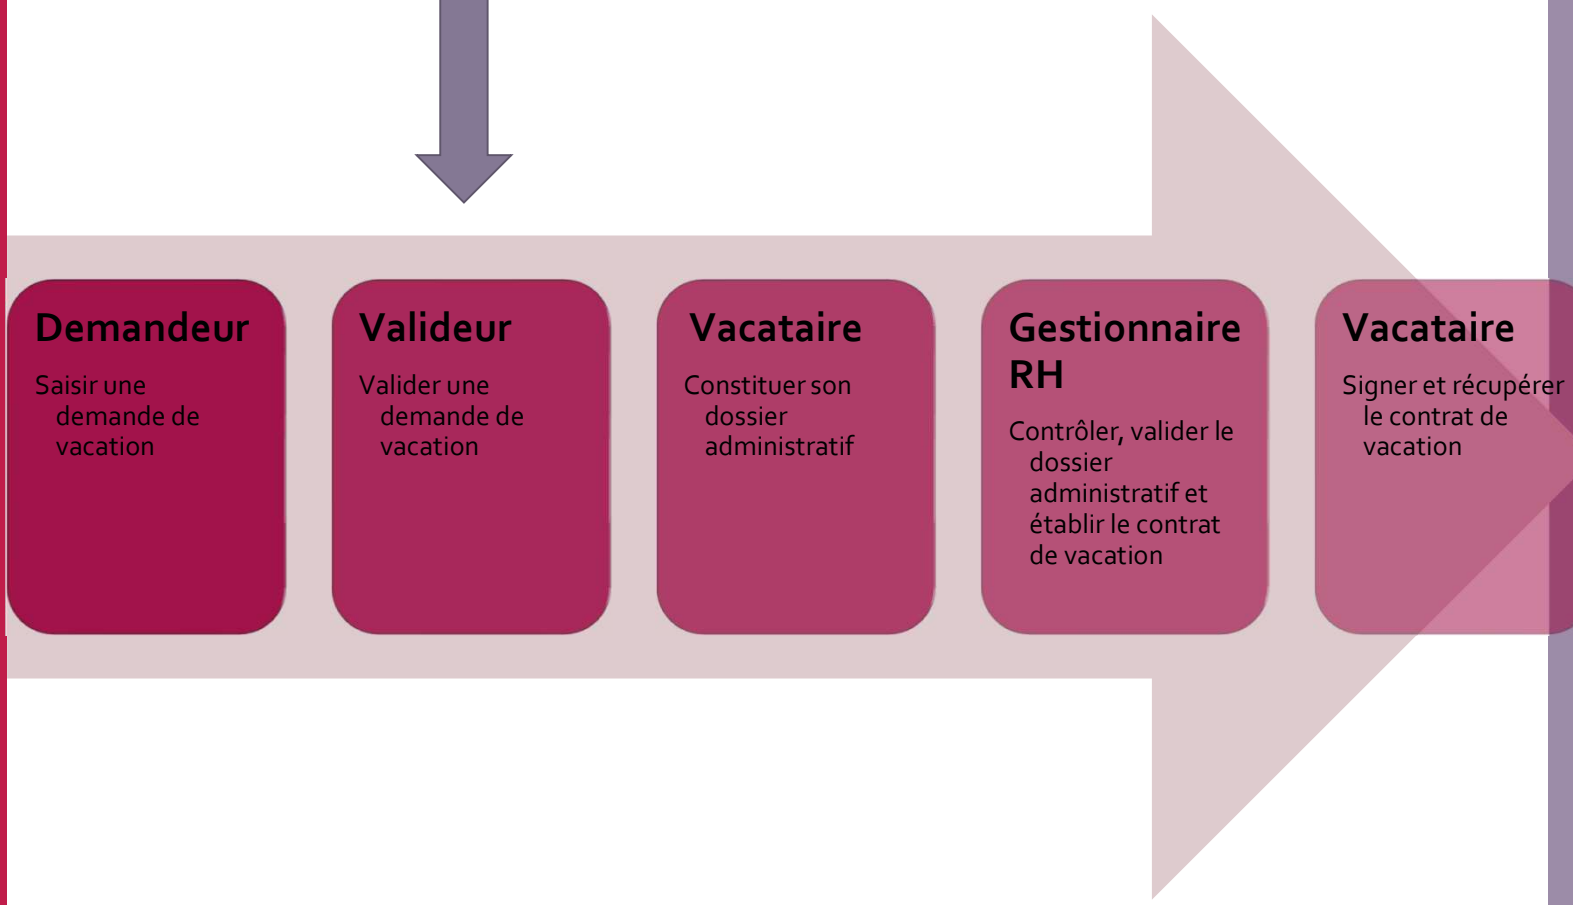 Demandeur
Saisir une
demande de
vacation
Valideur
Valider une
demande de
vacation
Vacataire
Constituer son
dossier
administratif
Gestionnaire
RH
Contrôler, valider le
dossier
administratif et
établir le contrat
de vacation
Vacataire
Signer et récupérer
le contrat de
vacation